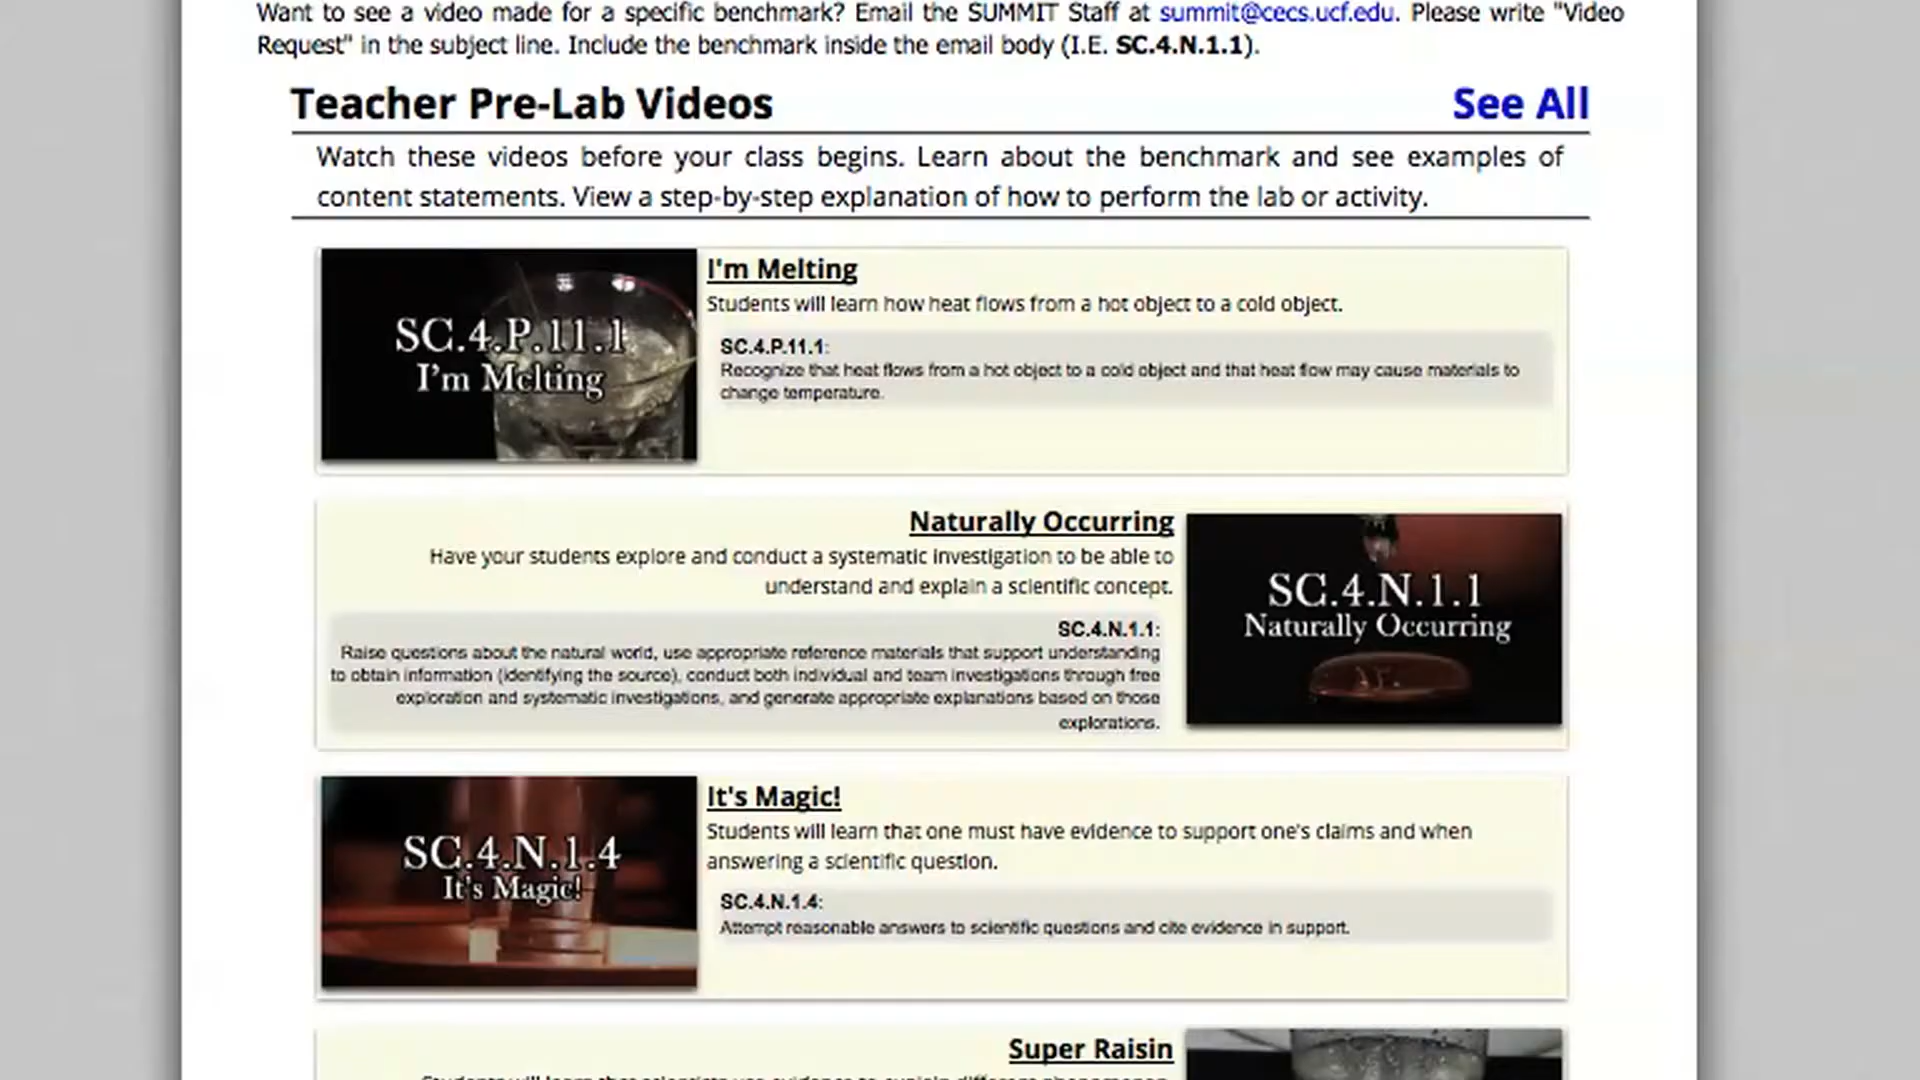 Want to see a video made for a specific benchmark? Email the SUMMIT Staff at summit@cecs.ucf.edu. Please write "Video
Request" in the subject line. Include the benchmark inside the email body (I.E. SC.4.N.1.1).
Teacher Pre-Lab Videos
See All
Watch these videos before your class begins. Learn about the benchmark and see examples of
content statements. View a step-by-step explanation of how to perform the lab or activity.
SC.4.P.11.1
I'm Melting
I'm Melting
Students will learn how heat flows from a hot object to a cold object.
SC.4.P.11.1:
Recognize that heat flows from a hot object to a cold object and that heat flow may cause materials to
change temperature.
Naturally Occurring
Have your students explore and conduct a systematic investigation to be able to
understand and explain a scientific concept.
SC.4.N.1.1:
Raise questions about the natural world, use appropriate reference materials that support understanding
to obtain information (identifying the source), conduct both individual and team investigations through free
exploration and systematic investigations, and generate appropriate explanations based on those
explorations.
SC.4.N.1.1
Naturally Occurring
SC.4.N.1.4
It's Magic!
It's Magic!
Students will learn that one must have evidence to support one's claims and when
answering a scientific question.
SC.4.N.1.4:
Attempt reasonable answers to scientific questions and cite evidence in support.
Super Raisin
Students will learn that scientists use evidence to explain different phenomenon.